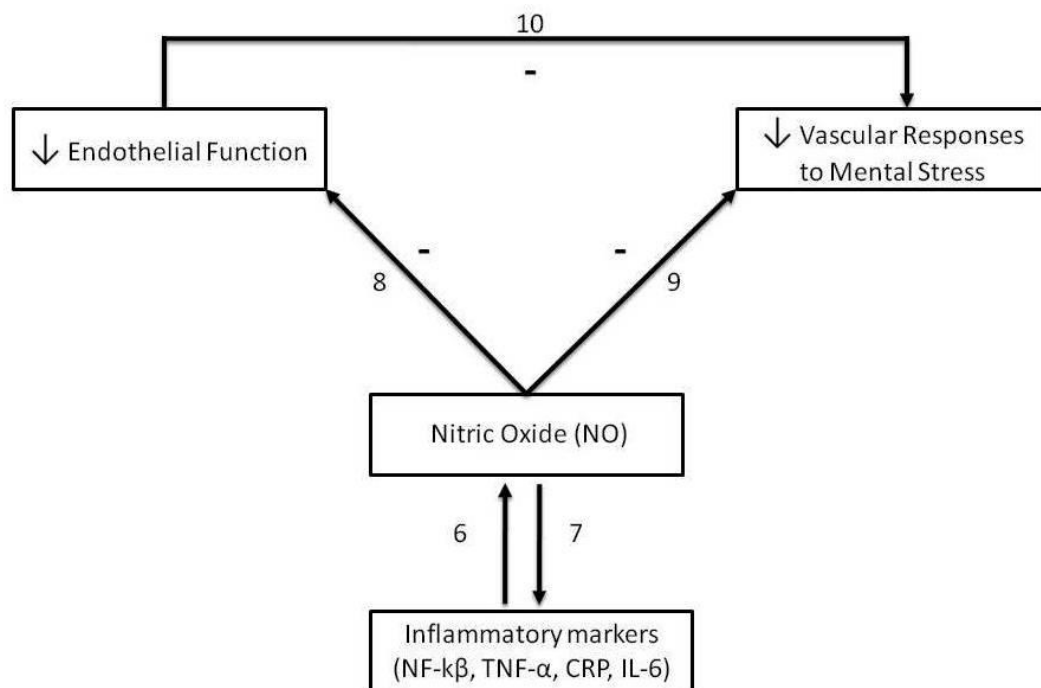 10
-
↓ Endothelial Function
↓ Vascular Responses
to Mental Stress
-
-
8
9
Nitric Oxide (NO)
6
7
Inflammatory markers
(NF-kβ, TNF-α, CRP, IL-6)